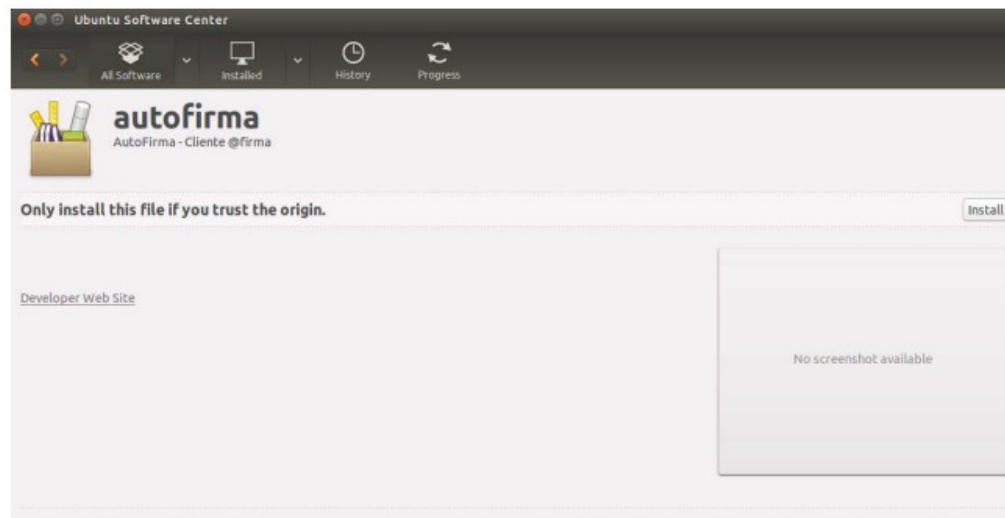 Ubuntu Software Center
All Software
Installed
History
Progress
autofirma
AutoFirma - Cliente @firma
Only install this file if you trust the origin.
Install
Developer Web Site
No screenshot available